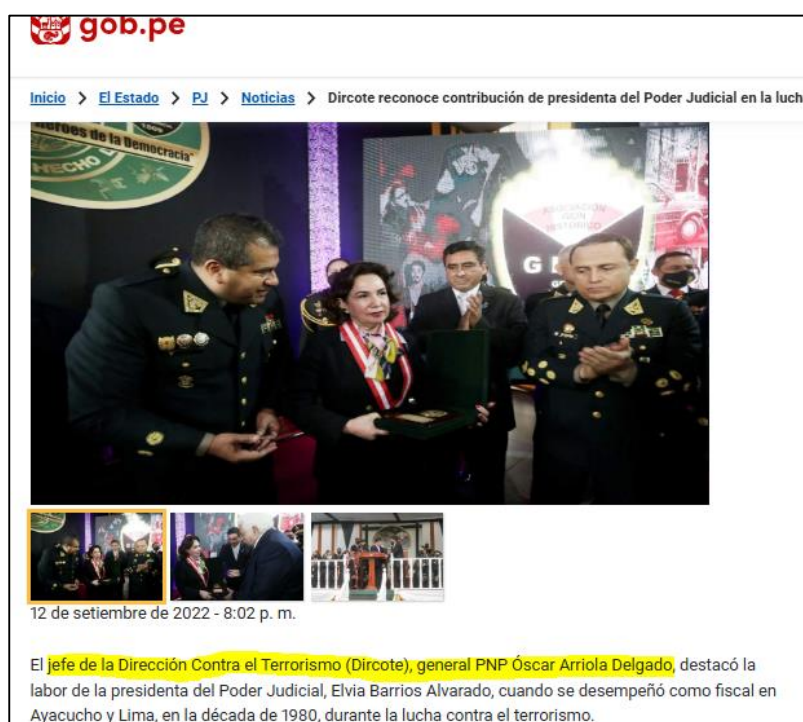 gob.pe
Inicio > El Estado > PJ > Noticias > Dircote reconoce contribución de presidenta del Poder Judicial en la luch
Héroes de la Democracia"
HECHO
ASOCIACIÓN
GEIN
HISTÓRICO
G E
12 de setiembre de 2022 - 8:02 p. m.
El jefe de la Dirección Contra el Terrorismo (Dircote), general PNP Óscar Arriola Delgado, destacó la
labor de la presidenta del Poder Judicial, Elvia Barrios Alvarado, cuando se desempeñó como fiscal en
Ayacucho y Lima, en la década de 1980, durante la lucha contra el terrorismo.